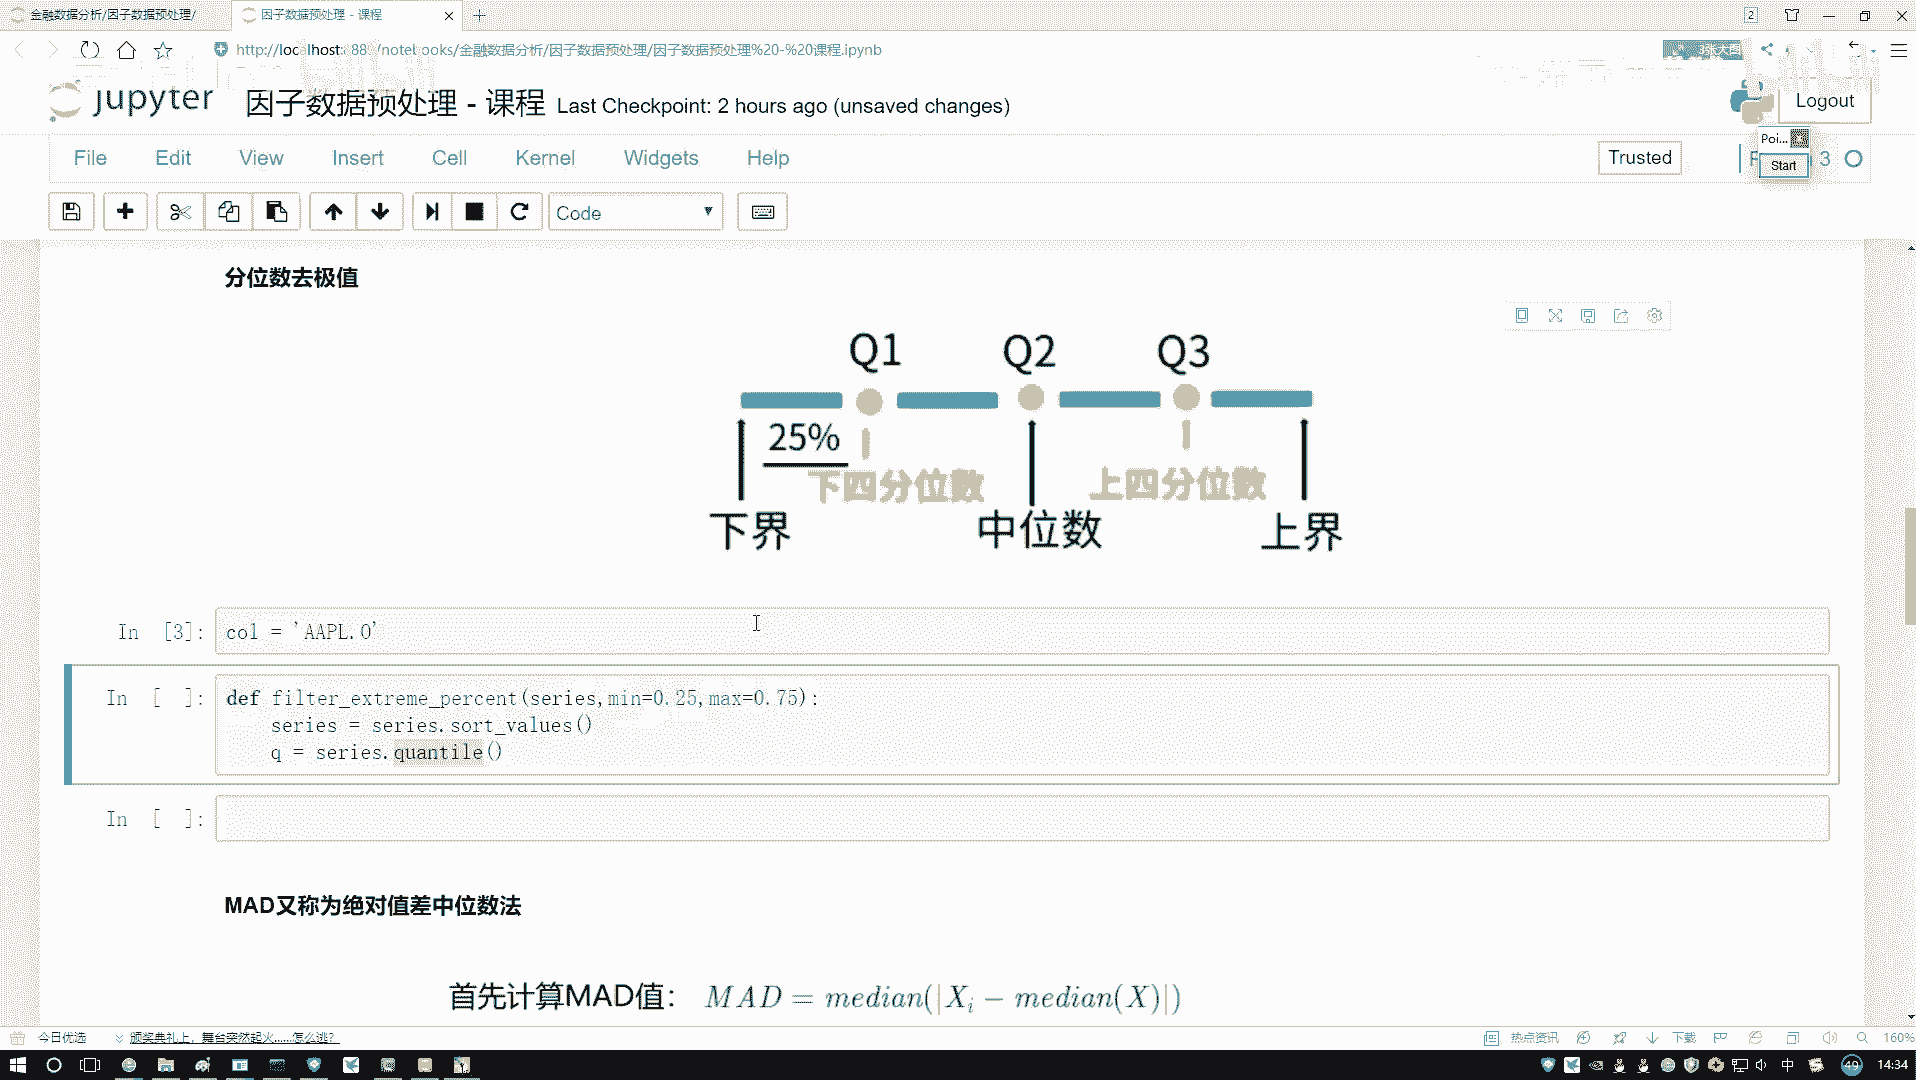 金融数据分析/因子数据预处理/
因子数据预处理 - 课程
2
/notebooks/金融数据分析/因子数据预处理/因子数据预处理%20-%20课程.ipynb
jupyter
因子数据预处理 - 课程 Last Checkpoint: 2 hours ago (unsaved changes)
Logout
Poi...
Start
File Edit View Insert Cell Kernel Widgets Help
Trusted
3
Code
分位数去极值
Q1 Q2 Q3
25%
下四分位数 上四分位数
下界 中位数 上界
In [3]: col = 'AAPL.O'
In [ ]: def filter_extreme_percent(series,min=0.25,max=0.75):
series = series.sort_values()
q = series.quantile()
In [ ]:
MAD又称为绝对值差中位数法
首先计算MAD值： MAD = median(|Xi − median(X)|)
今日优选 颁奖典礼上，舞台突然起火......怎么逃?
热点资讯 下载 160%
中 49 14:34